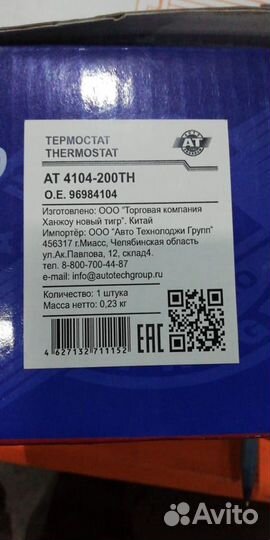 ТЕРМОСТАТ
THERMOSTAT
AT
AT 4104-200TH
O.E. 96984104
Изготовлено: ООО "Торговая компания
Ханжоу новый тигр". Китай
Импортёр: ООО "Авто Технолоджи Групп"
456317 г.Миасс, Челябинская область
ул.Ак.Павлова, 12, склад4.
тел. 8-800-700-44-87
e-mail: info@autotechgroup.ru
Количество: 1 штука
Масса нетто: 0,23 кг
EAC
4 627132 711152
Avito